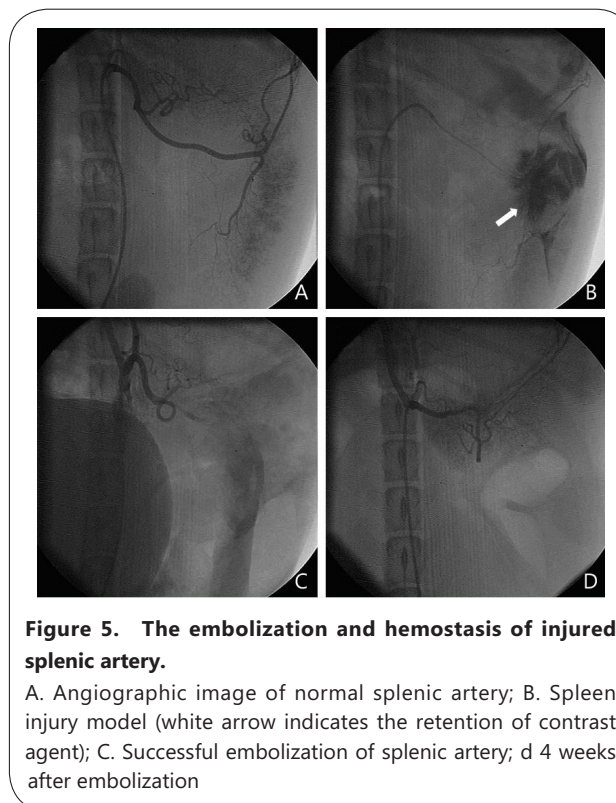 A
B
C
D
Figure 5. The embolization and hemostasis of injured
splenic artery.
A. Angiographic image of normal splenic artery; B. Spleen
injury model (white arrow indicates the retention of contrast
agent); C. Successful embolization of splenic artery; d 4 weeks
after embolization